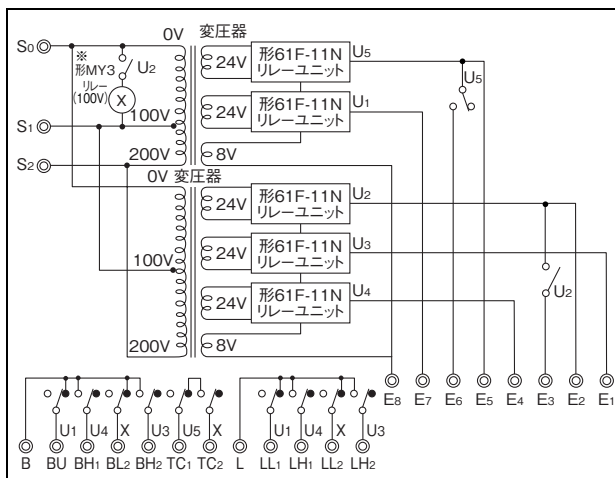 0V 変圧器
S0
※
形MY3
リレー
(100V)
U2
X
24V
形61F-11N
リレーユニット
U5
U5
24V
形61F-11N
リレーユニット
U1
S1
100V
S2
200V
8V
0V 変圧器
24V
形61F-11N
リレーユニット
U2
100V
24V
形61F-11N
リレーユニット
U3
U2
24V
形61F-11N
リレーユニット
U4
200V
8V
E8 E7 E6 E5 E4 E3 E2 E1
U1 U4 X U3 U5 X U1 U4 X U3
B BU BH1 BL2 BH2 TC1 TC2 L LL1 LH1 LL2 LH2